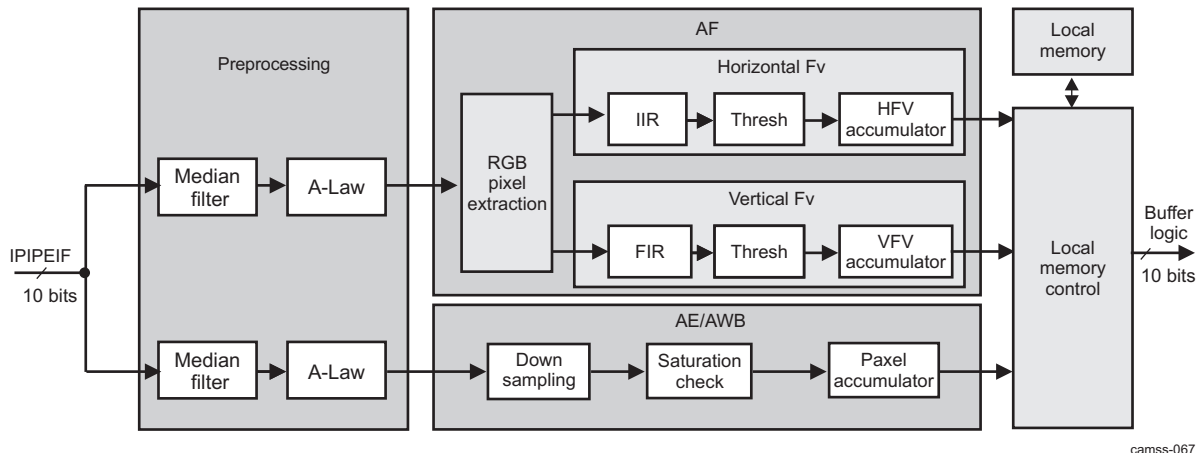 Preprocessing
AF
Local
memory
Horizontal Fv
IIR
Thresh
HFV
accumulator
Median
filter
A-Law
RGB
pixel
extraction
Vertical Fv
FIR
Thresh
VFV
accumulator
Local
memory
control
Buffer
logic
10 bits
IPIPEIF
10 bits
AE/AWB
Median
filter
A-Law
Down
sampling
Saturation
check
Paxel
accumulator
camss-067